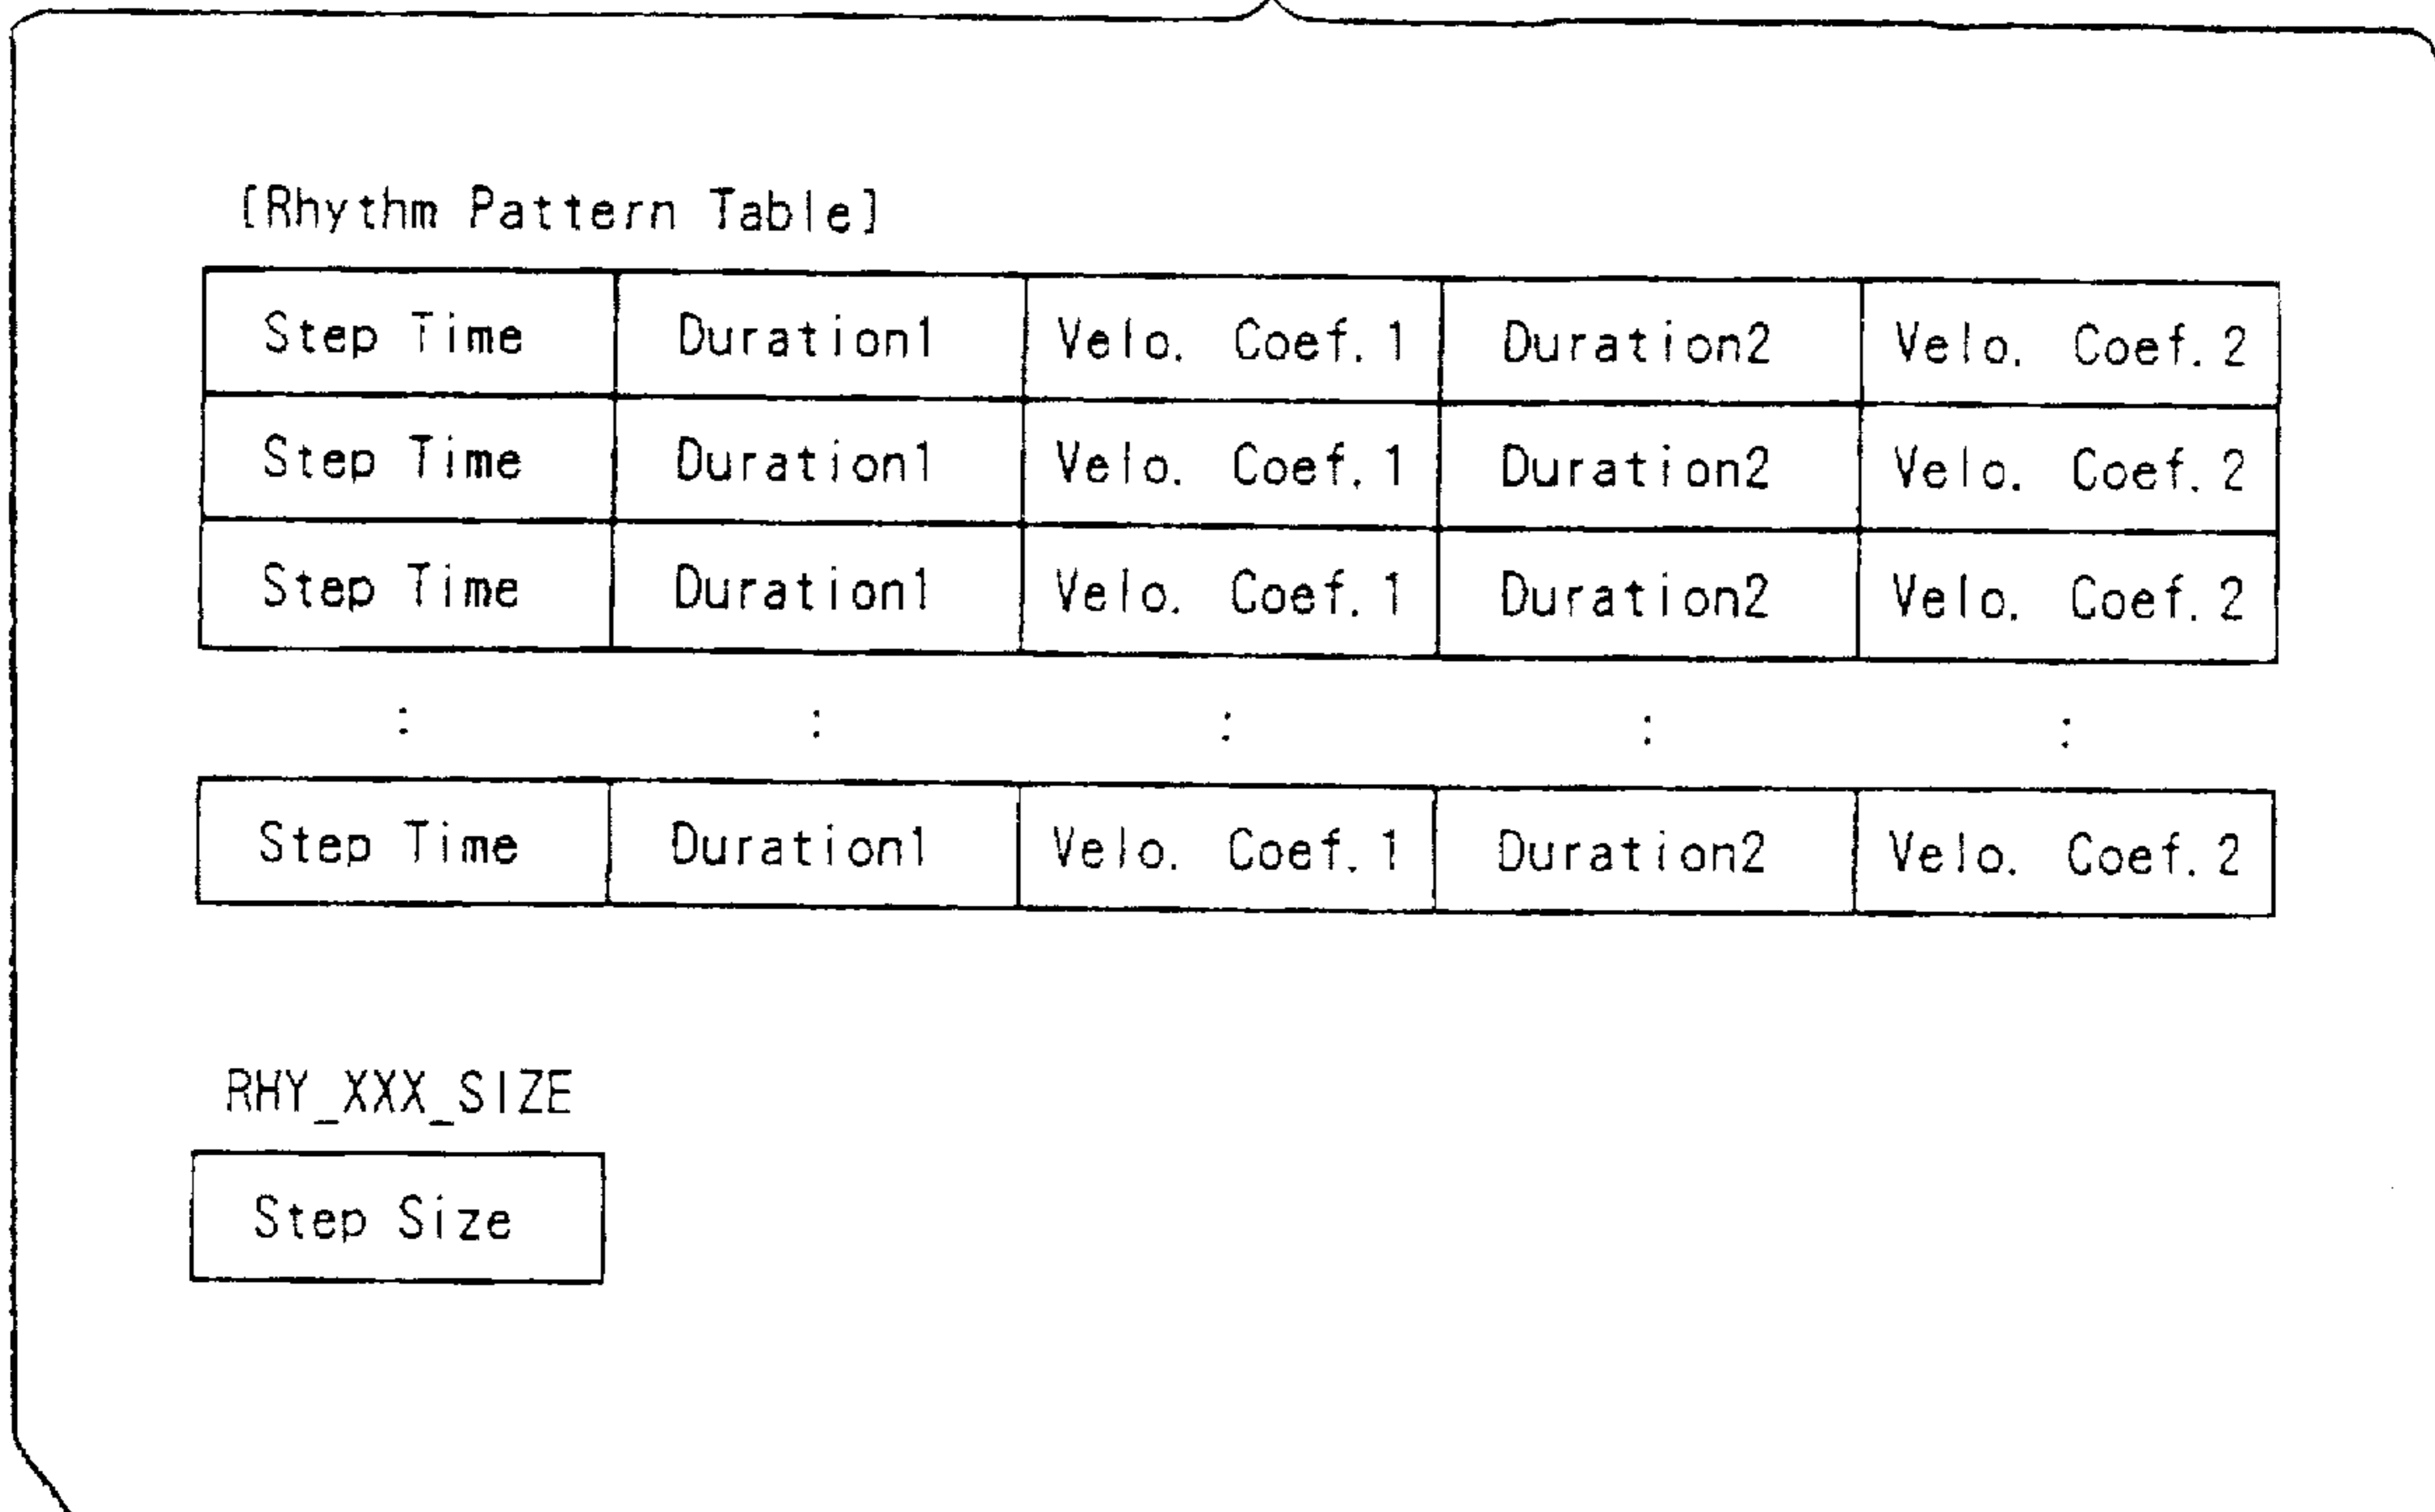 [Rhythm Pattern Table]
Step Time Duration1 Velo. Coef.1 Duration2 Velo. Coef.2
Step Time Duration1 Velo. Coef.1 Duration2 Velo. Coef.2
Step Time Duration1 Velo. Coef.1 Duration2 Velo. Coef.2
: : : : :
Step Time Duration1 Velo. Coef.1 Duration2 Velo. Coef.2
RHY_XXX_SIZE
Step Size